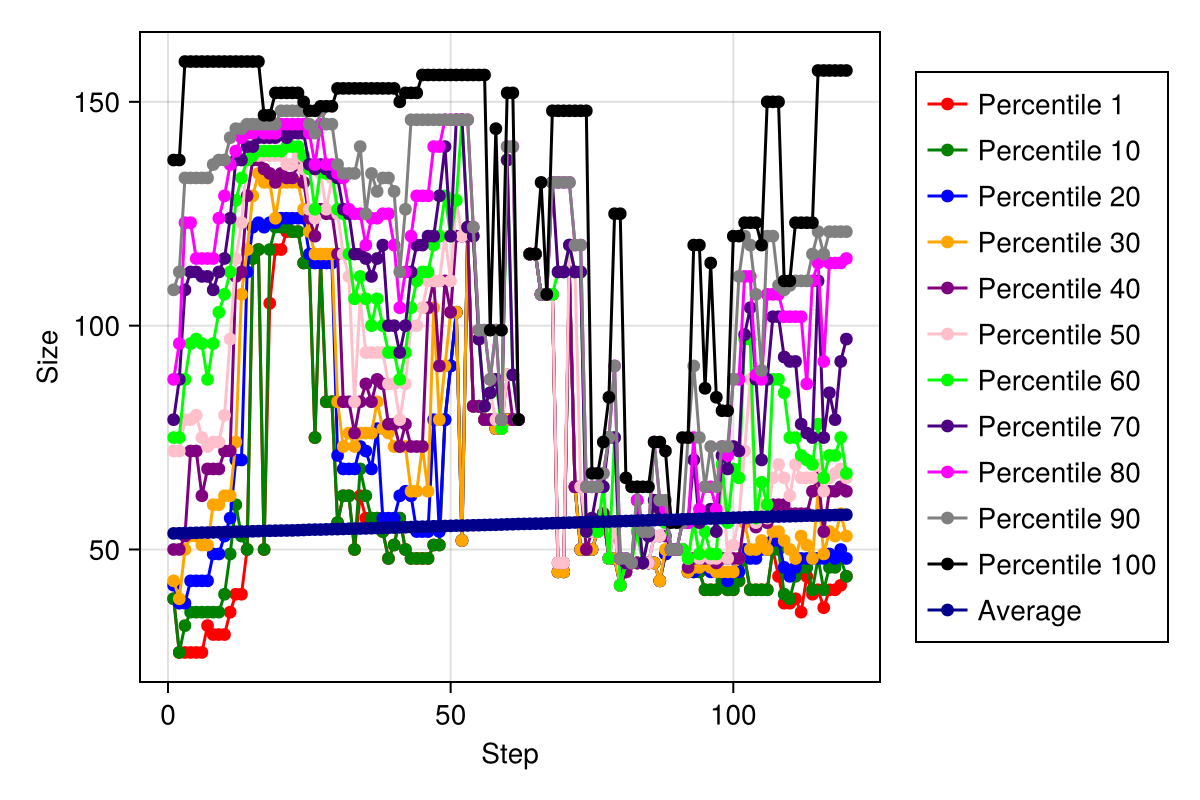 150
100
50
Size
0
50
100
Step
Percentile 1
Percentile 10
Percentile 20
Percentile 30
Percentile 40
Percentile 50
Percentile 60
Percentile 70
Percentile 80
Percentile 90
Percentile 100
Average